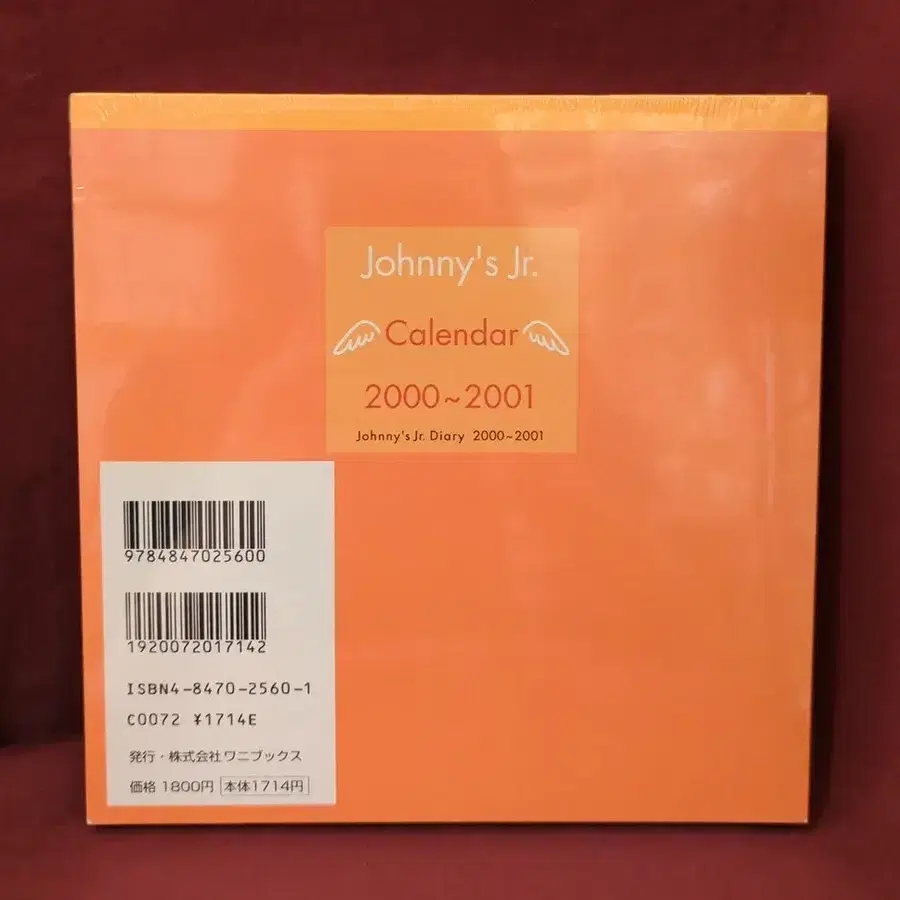 Johnny's Jr.
Calendar
2000~2001
Johnny's Jr. Diary 2000~2001
9784847025600
1920072017142
ISBN4-8470-2560-1
C0072 ¥1714E
発行・株式会社ワニブックス
価格 1800円 本体1714円